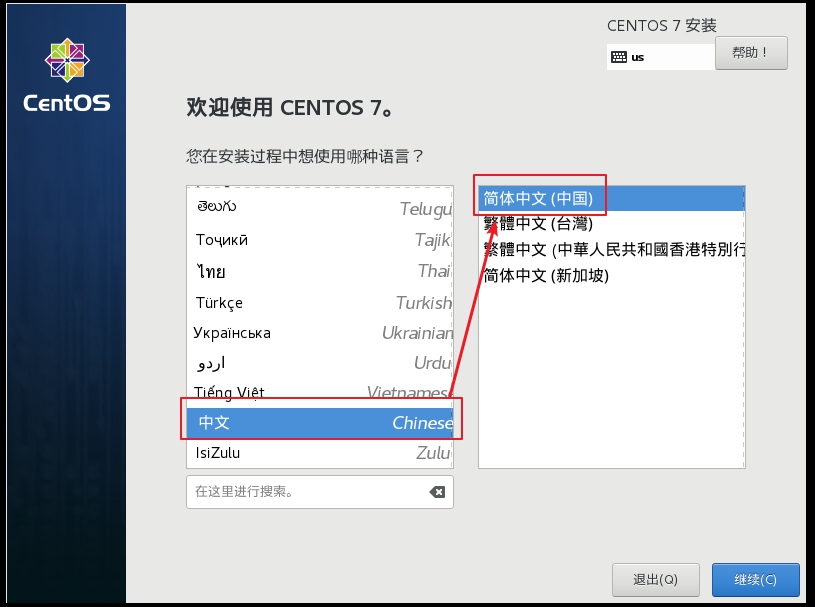 CentOS
CENTOS 7 安装
us
帮助！
欢迎使用 CENTOS 7。
您在安装过程中想使用哪种语言？
తెలుగు Telugu
Тоҷикӣ Tajik
ไทย Thai
Türkçe Turkish
Українська Ukrainian
اردو Urdu
Tiếng Việt Vietnames
中文 Chinese
IsiZulu Zulu
在这里进行搜索。
简体中文 (中国)
繁體中文 (台灣)
繁體中文 (中華人民共和國香港特別行
简体中文 (新加坡)
退出(Q)
继续(C)